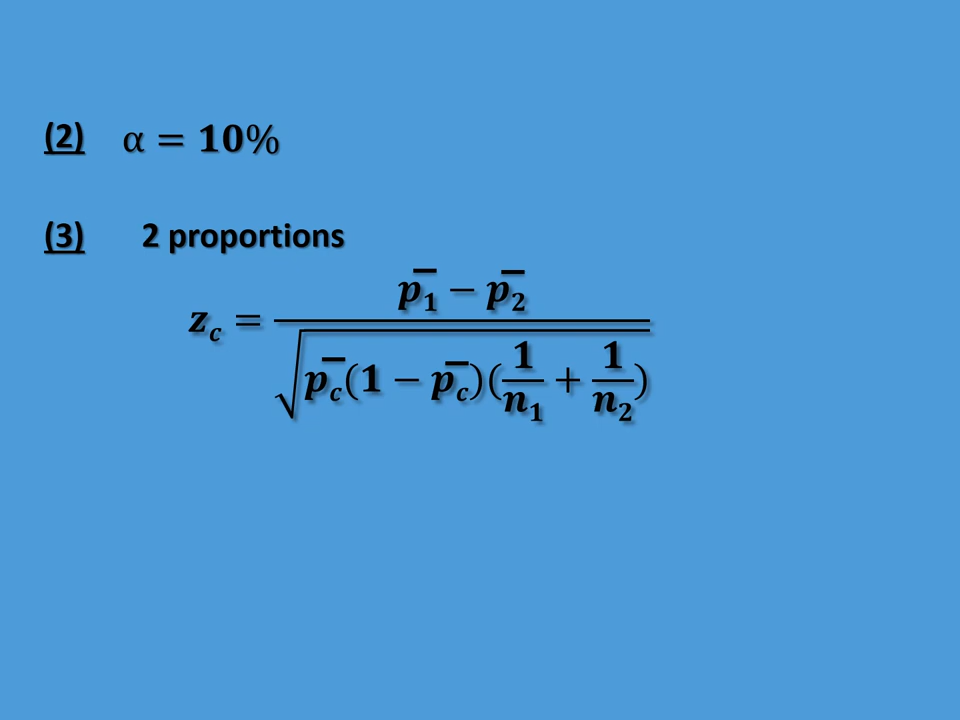 (2) α = 10%
(3) 2 proportions
z_c = (p̅₁ − p̅₂) / √(p̅_c(1 − p̅_c)(1/n₁ + 1/n₂))